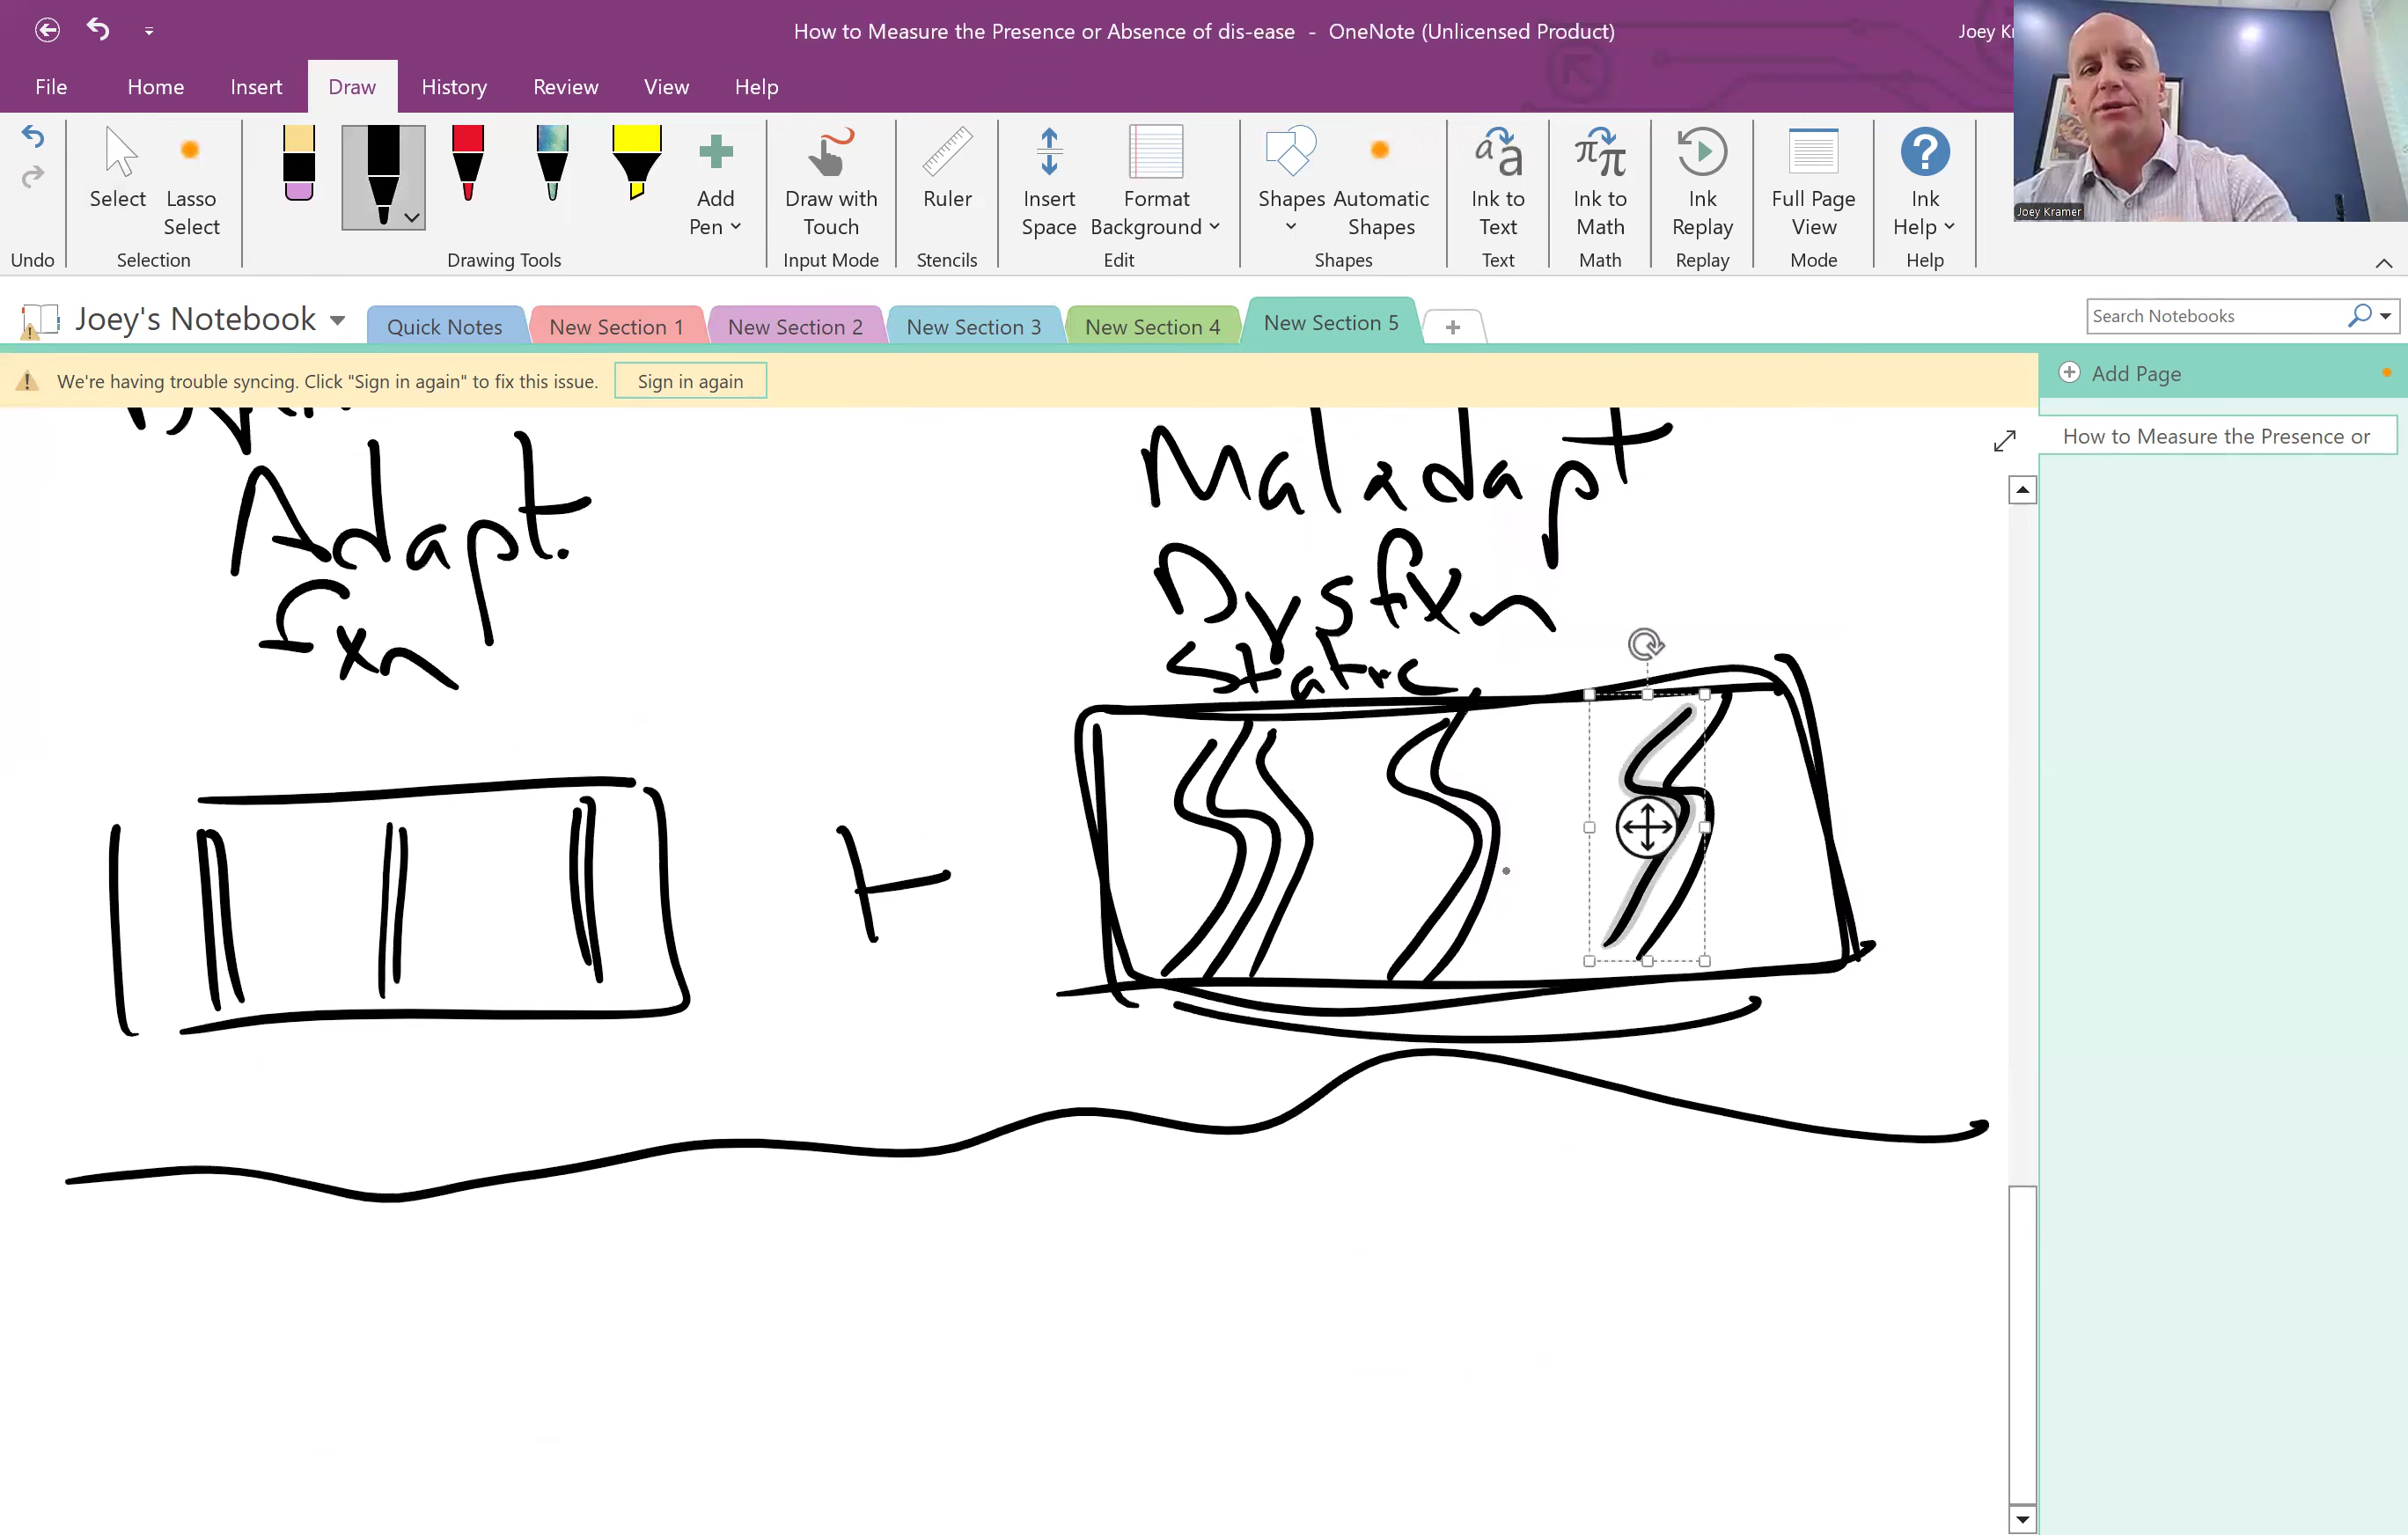 How to Measure the Presence or Absence of dis-ease - OneNote (Unlicensed Product)
Joey Kr
Joey Kramer
File Home Insert Draw History Review View Help
Select
Lasso Select
Add Pen
Draw with Touch
Ruler
Insert Space
Format Background
Shapes
Automatic Shapes
Ink to Text
Ink to Math
Ink Replay
Full Page View
Ink Help
Undo Selection Drawing Tools Input Mode Stencils Edit Shapes Text Math Replay Mode Help
Joey's Notebook Quick Notes New Section 1 New Section 2 New Section 3 New Section 4 New Section 5 Search Notebooks
We're having trouble syncing. Click "Sign in again" to fix this issue. Sign in again
Add Page
How to Measure the Presence or
Adapt.
fxn
Maladapt
Dysfxn
static